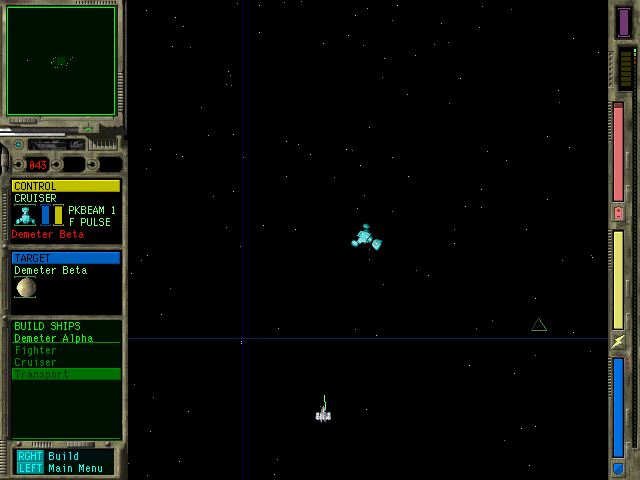 043
CONTROL
CRUISER
PKBEAM 1
F PULSE
Demeter Beta
TARGET
Demeter Beta
BUILD SHIPS
Demeter Alpha
Fighter
Cruiser
Transport
RGHT Build
LEFT Main Menu